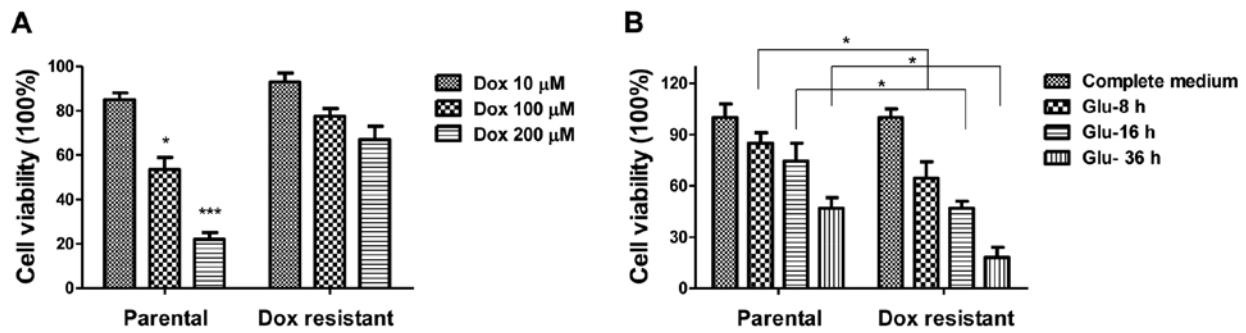 A
Cell viability (100%)
100
80
60
40
20
0
*
***
Parental
Dox resistant
Dox 10 μM
Dox 100 μM
Dox 200 μM
B
Cell viability (100%)
120
90
60
30
0
*
*
*
Parental
Dox resistant
Complete medium
Glu-8 h
Glu-16 h
Glu- 36 h